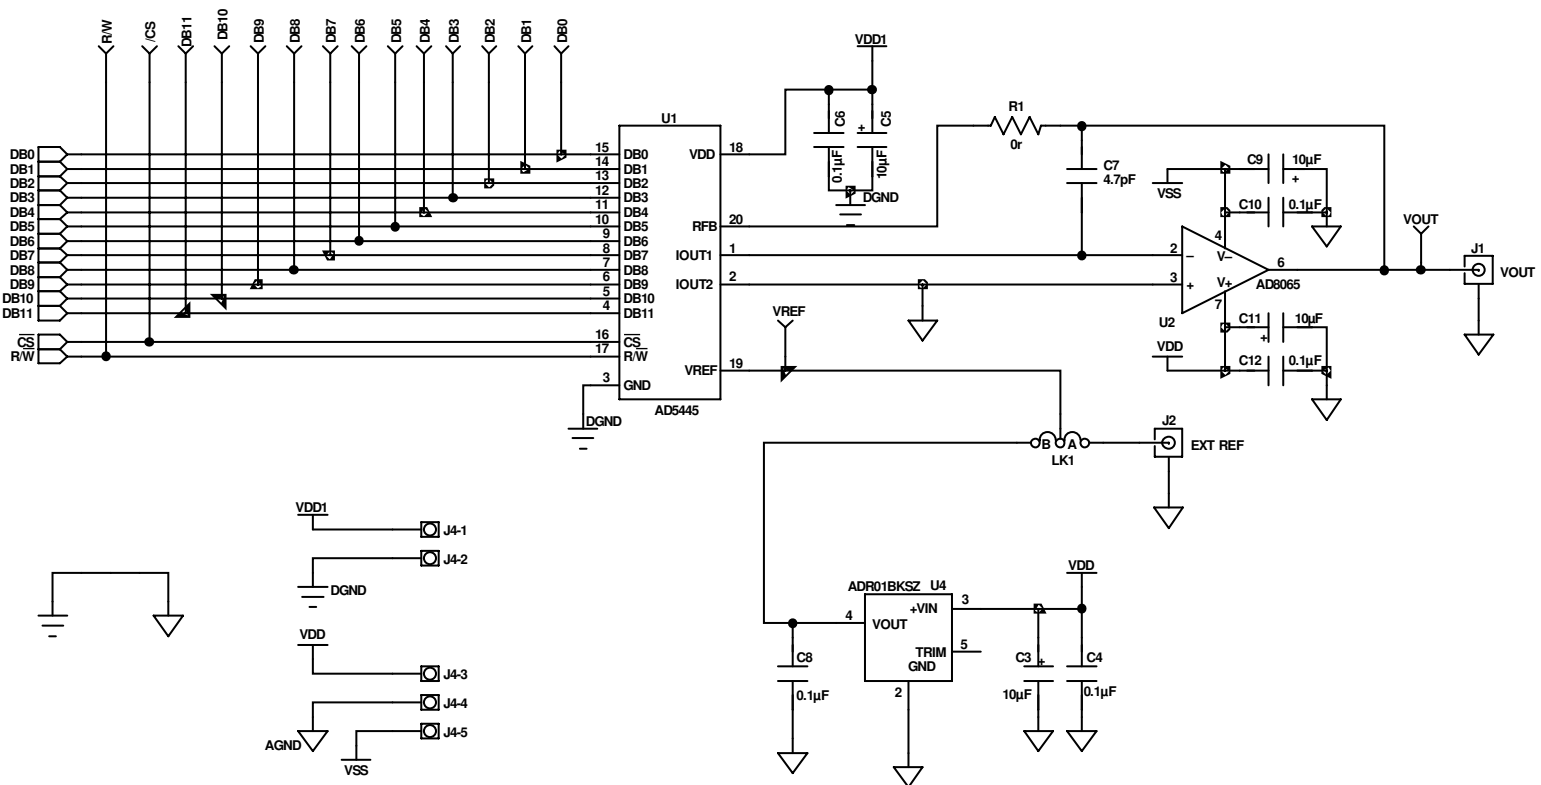 R/W
/CS
DB11
DB10
DB9
DB8
DB7
DB6
DB5
DB4
DB3
DB2
DB1
DB0
DB0
DB1
DB2
DB3
DB4
DB5
DB6
DB7
DB8
DB9
DB10
DB11
CS
R/W
U1
15 DB0
14 DB1
13 DB2
12 DB3
11 DB4
10 DB5
9 DB6
8 DB7
7 DB8
6 DB9
5 DB10
4 DB11
16 CS
17 R/W
3 GND
VDD 18
RFB 20
IOUT1 1
IOUT2 2
VREF 19
AD5445
DGND
VDD1
C6
0.1µF
+
C5
10µF
DGND
R1
0r
C7
4.7pF
VREF
VSS
C9 10µF
+
C10 0.1µF
4
V–
2 –
3 +
6
V+
7
AD8065
U2
VDD
C11 10µF
+
C12 0.1µF
VOUT
J1
VOUT
B A
LK1
J2
EXT REF
VDD1
J4-1
J4-2
DGND
VDD
J4-3
J4-4
AGND
J4-5
VSS
ADR01BKSZ U4
+VIN 3
4 VOUT
TRIM 5
GND
2
C8
0.1µF
VDD
C3 +
10µF
C4
0.1µF